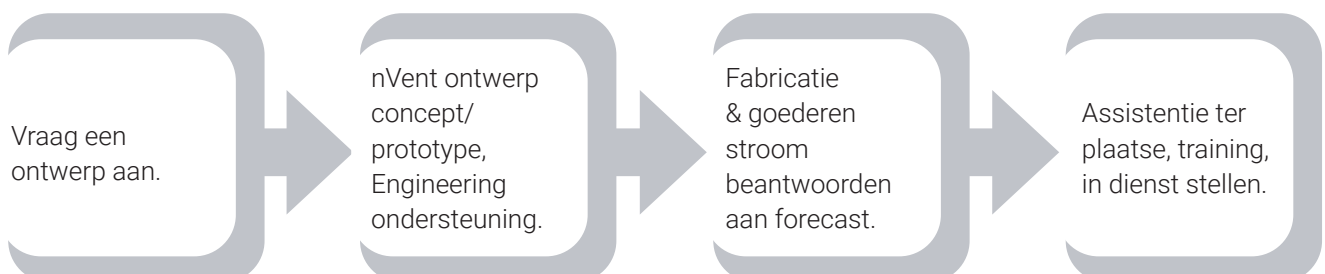 Vraag een
ontwerp aan.
nVent ontwerp
concept/
prototype,
Engineering
ondersteuning.
Fabricatie
& goederen
stroom
beantwoorden
aan forecast.
Assistentie ter
plaatse, training,
in dienst stellen.